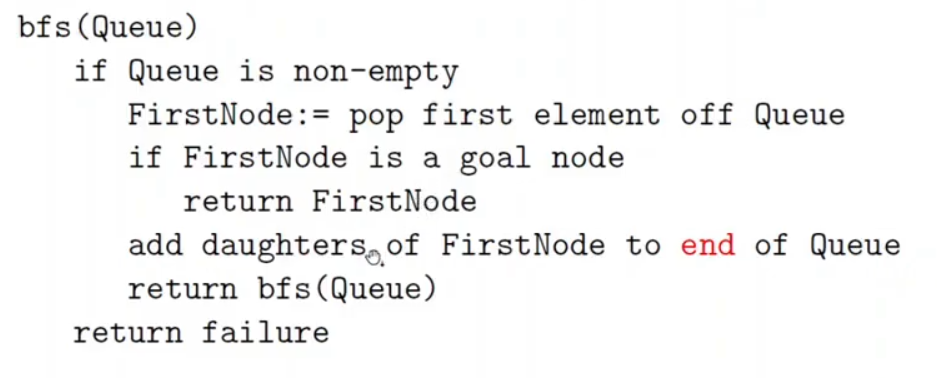 bfs(Queue)
if Queue is non-empty
FirstNode:= pop first element off Queue
if FirstNode is a goal node
return FirstNode
add daughters of FirstNode to end of Queue
return bfs(Queue)
return failure